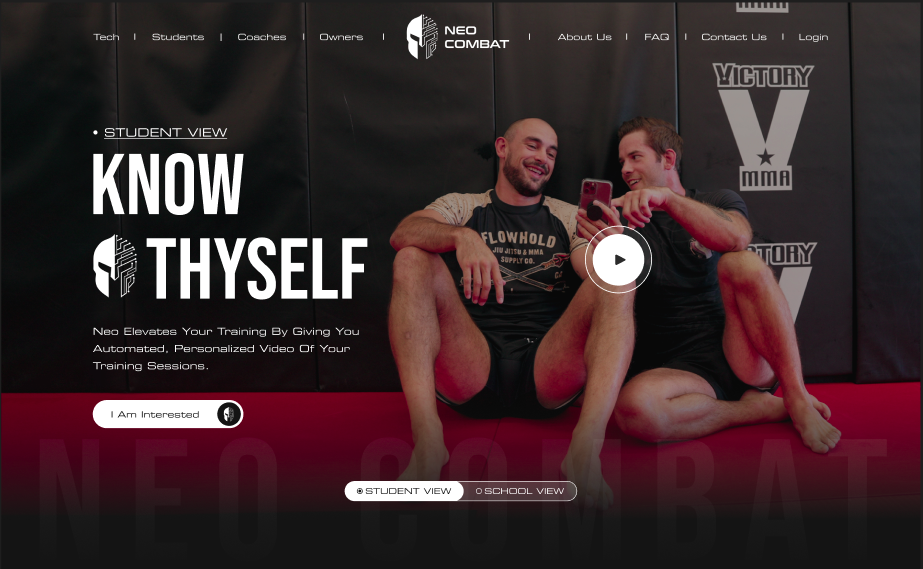 Tech | Students | Coaches | Owners |
NEO
COMBAT
| About Us | FAQ | Contact Us | Login
VICTORY
MMA
• STUDENT VIEW
KNOW
THYSELF
FLOWHOLD
JIU JITSU & MMA
SUPPLY CO.
Neo Elevates Your Training By Giving You
Automated, Personalized Video Of Your
Training Sessions.
I Am Interested
NEO COMBAT
STUDENT VIEW
SCHOOL VIEW